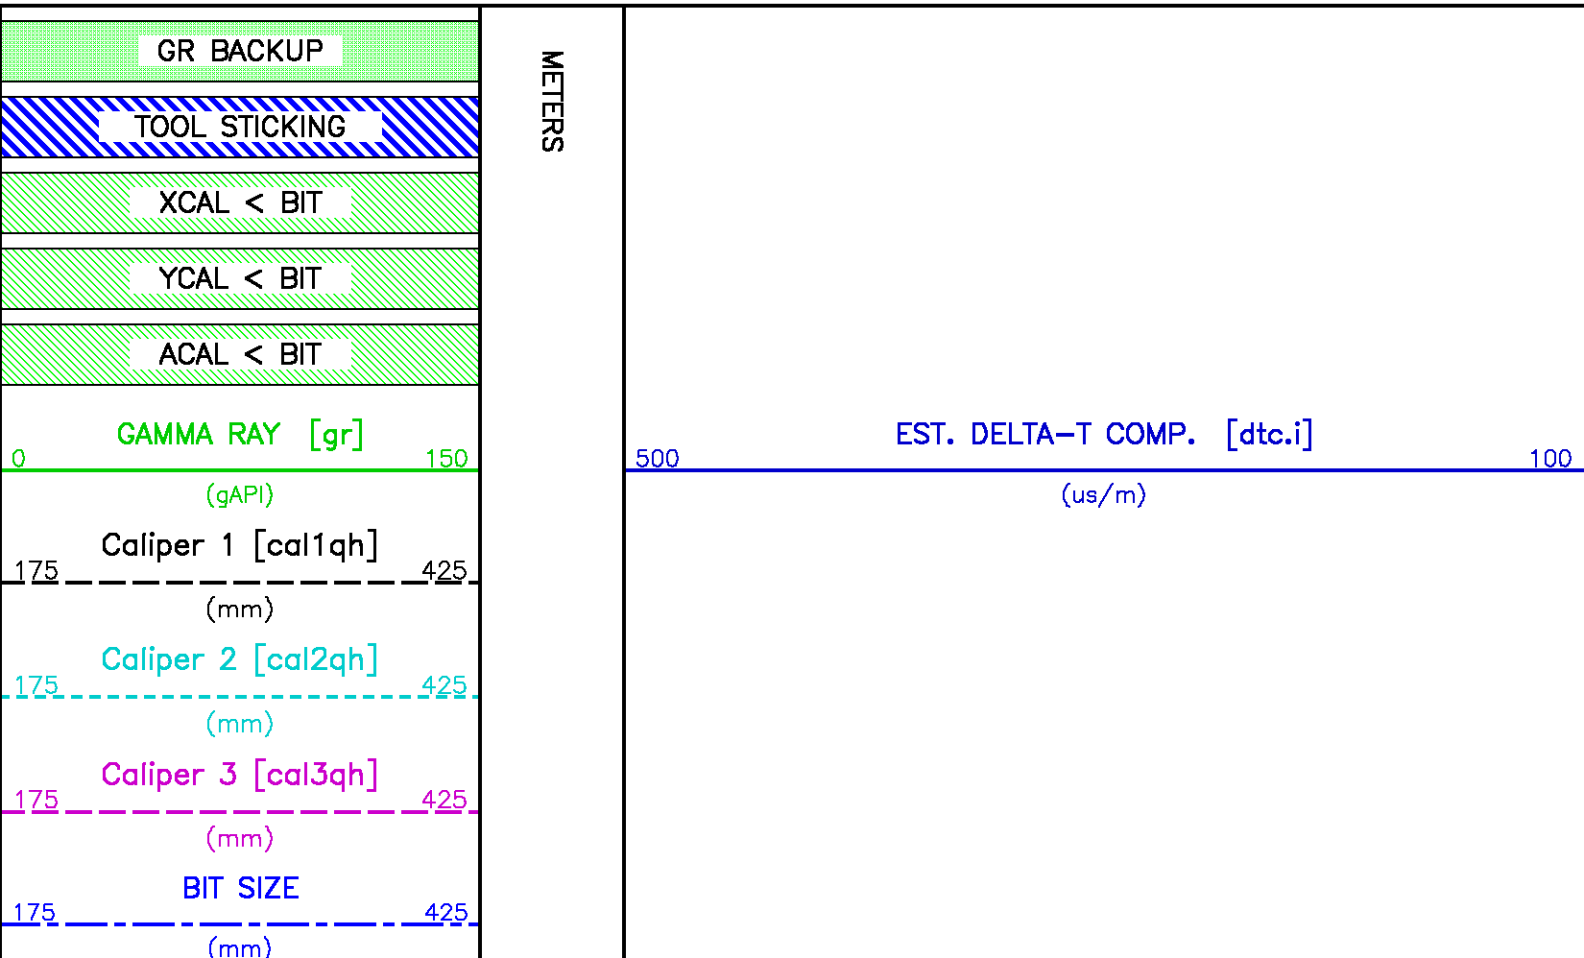 GR BACKUP
TOOL STICKING
XCAL < BIT
YCAL < BIT
ACAL < BIT
GAMMA RAY [gr]
0 150
(gAPI)
Caliper 1 [cal1qh]
175 425
(mm)
Caliper 2 [cal2qh]
175 425
(mm)
Caliper 3 [cal3qh]
175 425
(mm)
BIT SIZE
175 425
(mm)
METERS
EST. DELTA-T COMP. [dtc.i]
500 100
(us/m)